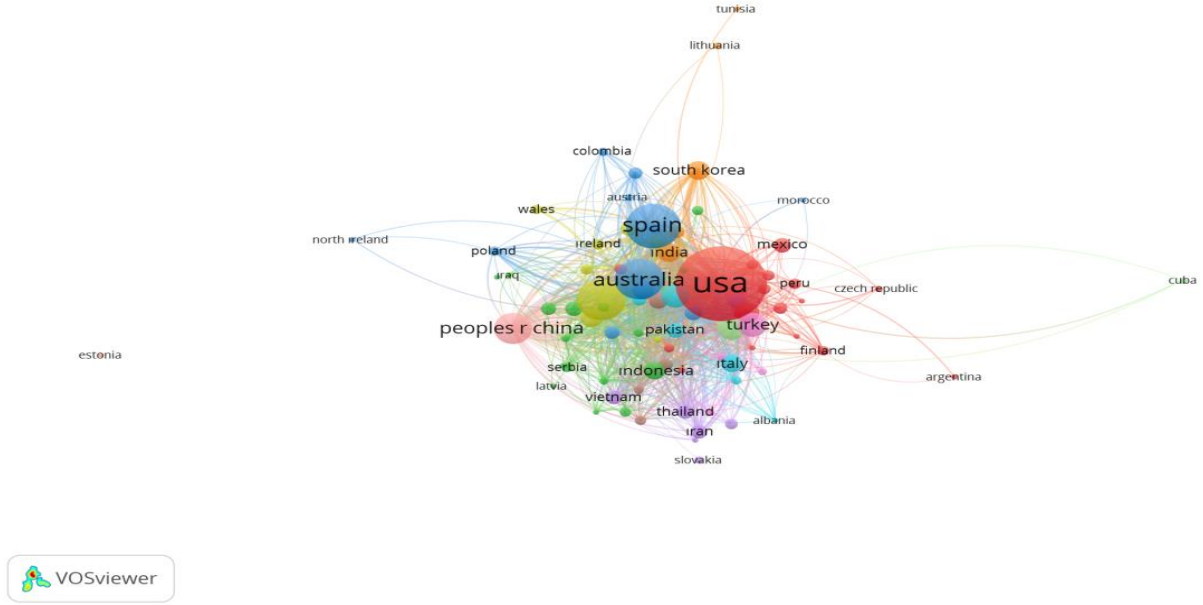 tunisia
lithuania
colombia
south korea
austria
morocco
wales
spain
north ireland
ireland
mexico
poland
india
iraq
australia
usa
peru
czech republic
cuba
peoples r china
pakistan
turkey
estonia
finland
serbia
indonesia
italy
argentina
latvia
vietnam
thailand
albania
iran
slovakia
VOSviewer